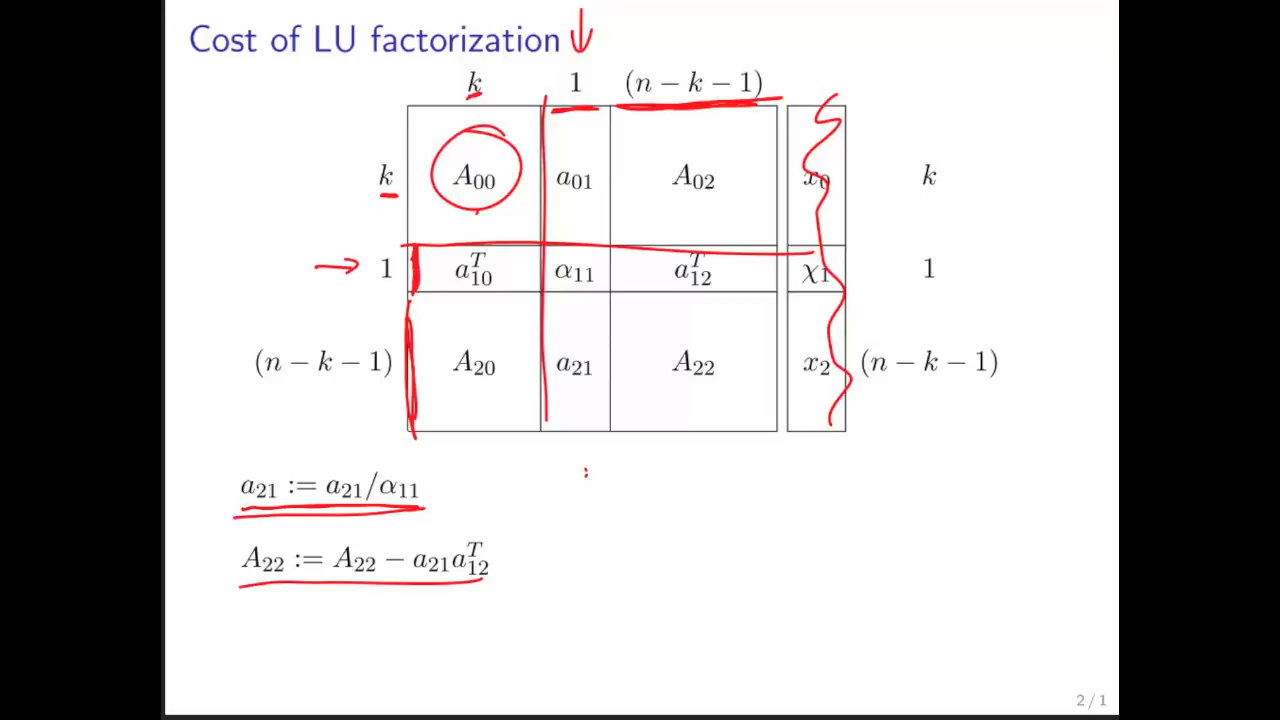 Cost of LU factorization
k 1 (n − k − 1)
k A₀₀ a₀₁ A₀₂ x₀ k
1 a₁₀ᵀ α₁₁ a₁₂ᵀ χ₁ 1
(n − k − 1) A₂₀ a₂₁ A₂₂ x₂ (n − k − 1)
a₂₁ := a₂₁/α₁₁
A₂₂ := A₂₂ − a₂₁a₁₂ᵀ
2 / 1